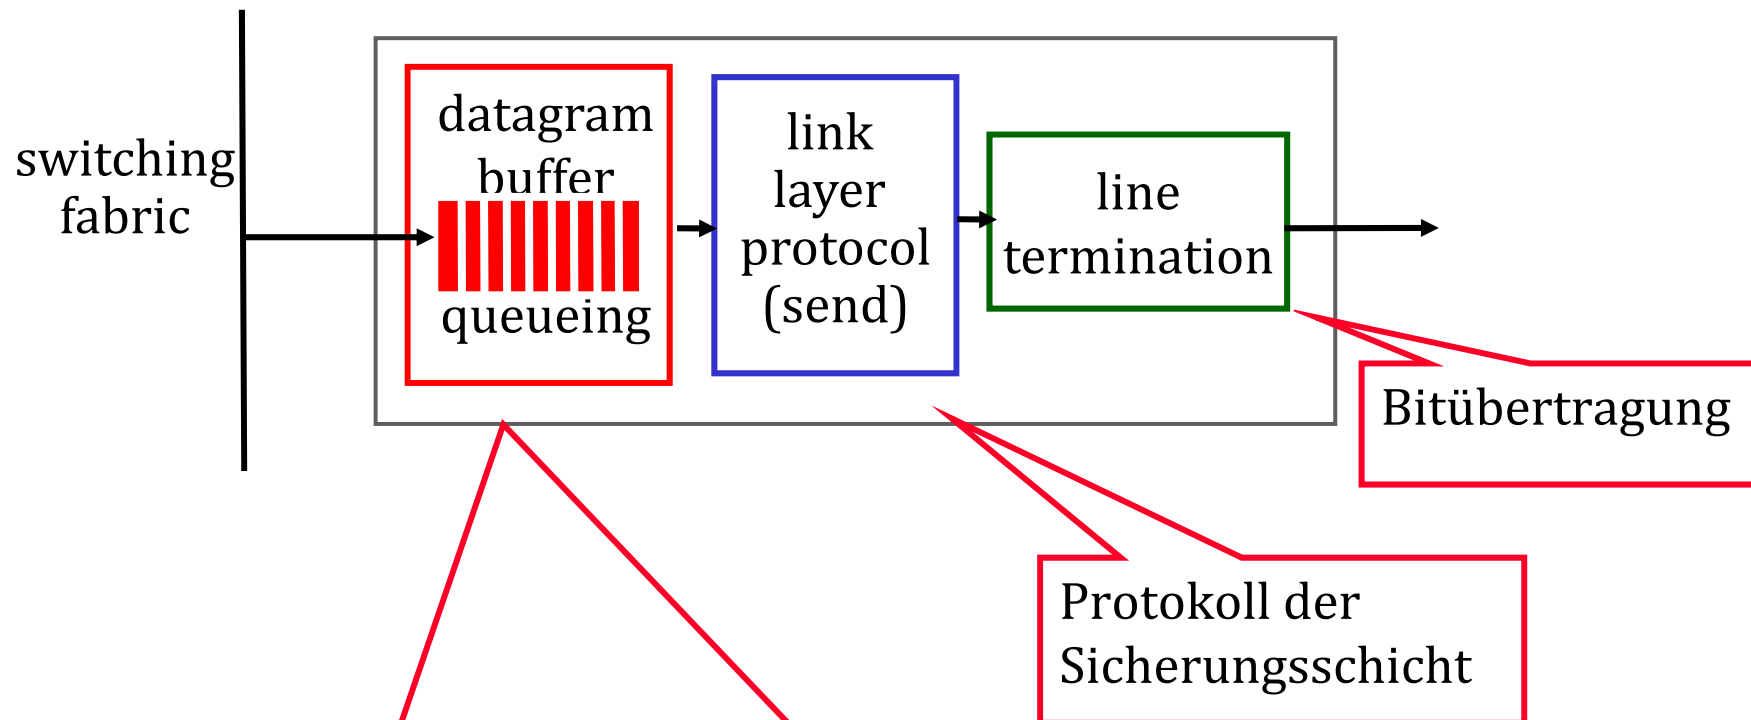 switching
fabric
datagram
buffer
queueing
link
layer
protocol
(send)
line
termination
Bitübertragung
Protokoll der
Sicherungsschicht